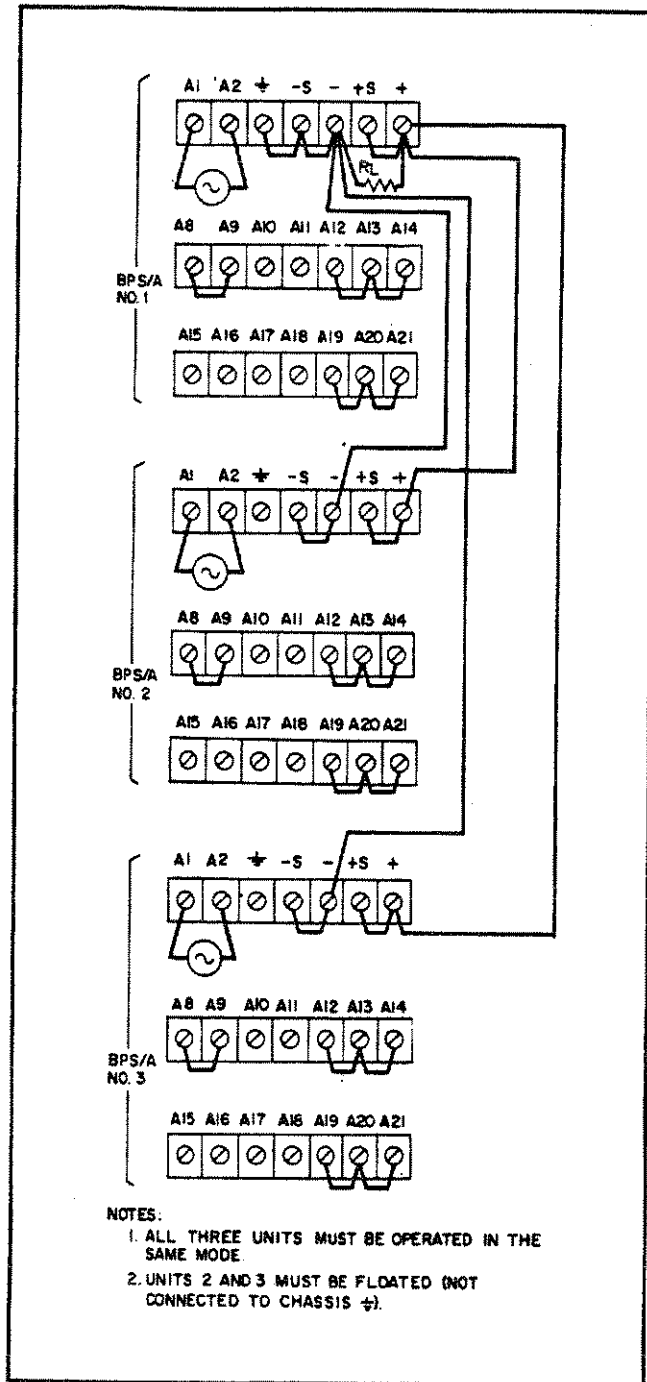 A1 A2 ⏚ -S - +S +
RL
A8 A9 A10 A11 A12 A13 A14
BPS/A
NO. 1
A15 A16 A17 A18 A19 A20 A21
A1 A2 ⏚ -S - +S +
A8 A9 A10 A11 A12 A13 A14
BPS/A
NO. 2
A15 A16 A17 A18 A19 A20 A21
A1 A2 ⏚ -S - +S +
A8 A9 A10 A11 A12 A13 A14
BPS/A
NO. 3
A15 A16 A17 A18 A19 A20 A21
NOTES:
1. ALL THREE UNITS MUST BE OPERATED IN THE
SAME MODE.
2. UNITS 2 AND 3 MUST BE FLOATED (NOT
CONNECTED TO CHASSIS ⏚).